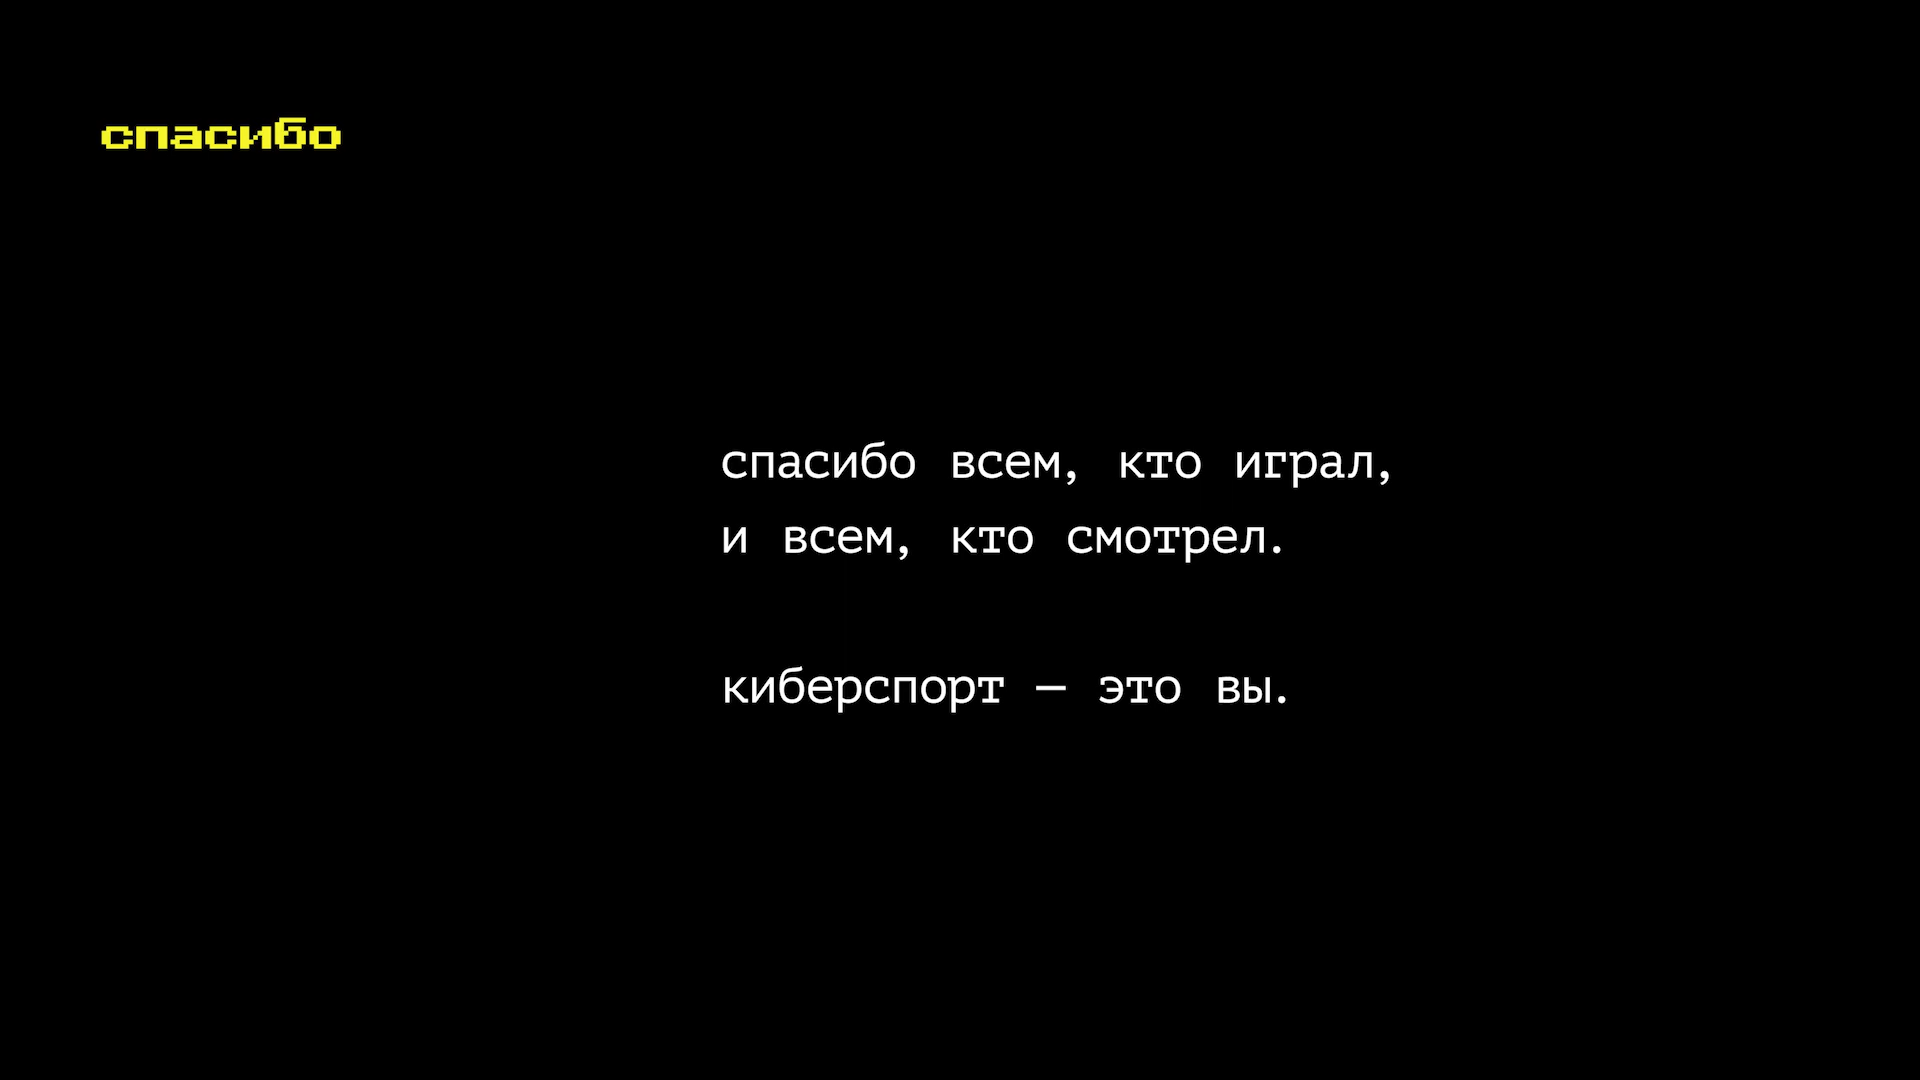 спасибо
спасибо всем, кто играл,
и всем, кто смотрел.
киберспорт — это вы.